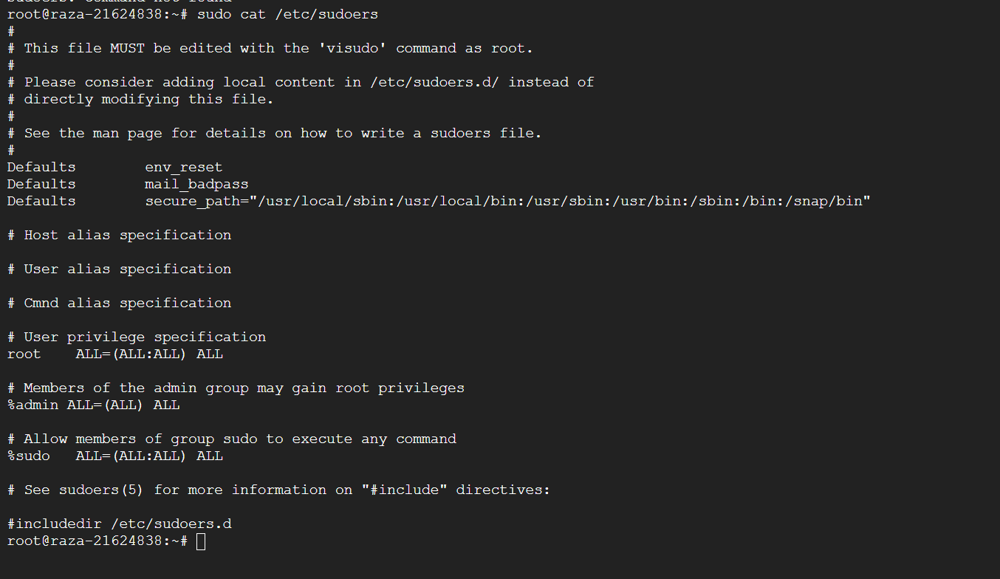 root@raza-21624838:~# sudo cat /etc/sudoers
#
# This file MUST be edited with the 'visudo' command as root.
#
# Please consider adding local content in /etc/sudoers.d/ instead of
# directly modifying this file.
#
# See the man page for details on how to write a sudoers file.
#
Defaults        env_reset
Defaults        mail_badpass
Defaults        secure_path="/usr/local/sbin:/usr/local/bin:/usr/sbin:/usr/bin:/sbin:/bin:/snap/bin"
# Host alias specification
# User alias specification
# Cmnd alias specification
# User privilege specification
root    ALL=(ALL:ALL) ALL
# Members of the admin group may gain root privileges
%admin ALL=(ALL) ALL
# Allow members of group sudo to execute any command
%sudo   ALL=(ALL:ALL) ALL
# See sudoers(5) for more information on "#include" directives:
#includedir /etc/sudoers.d
root@raza-21624838:~#